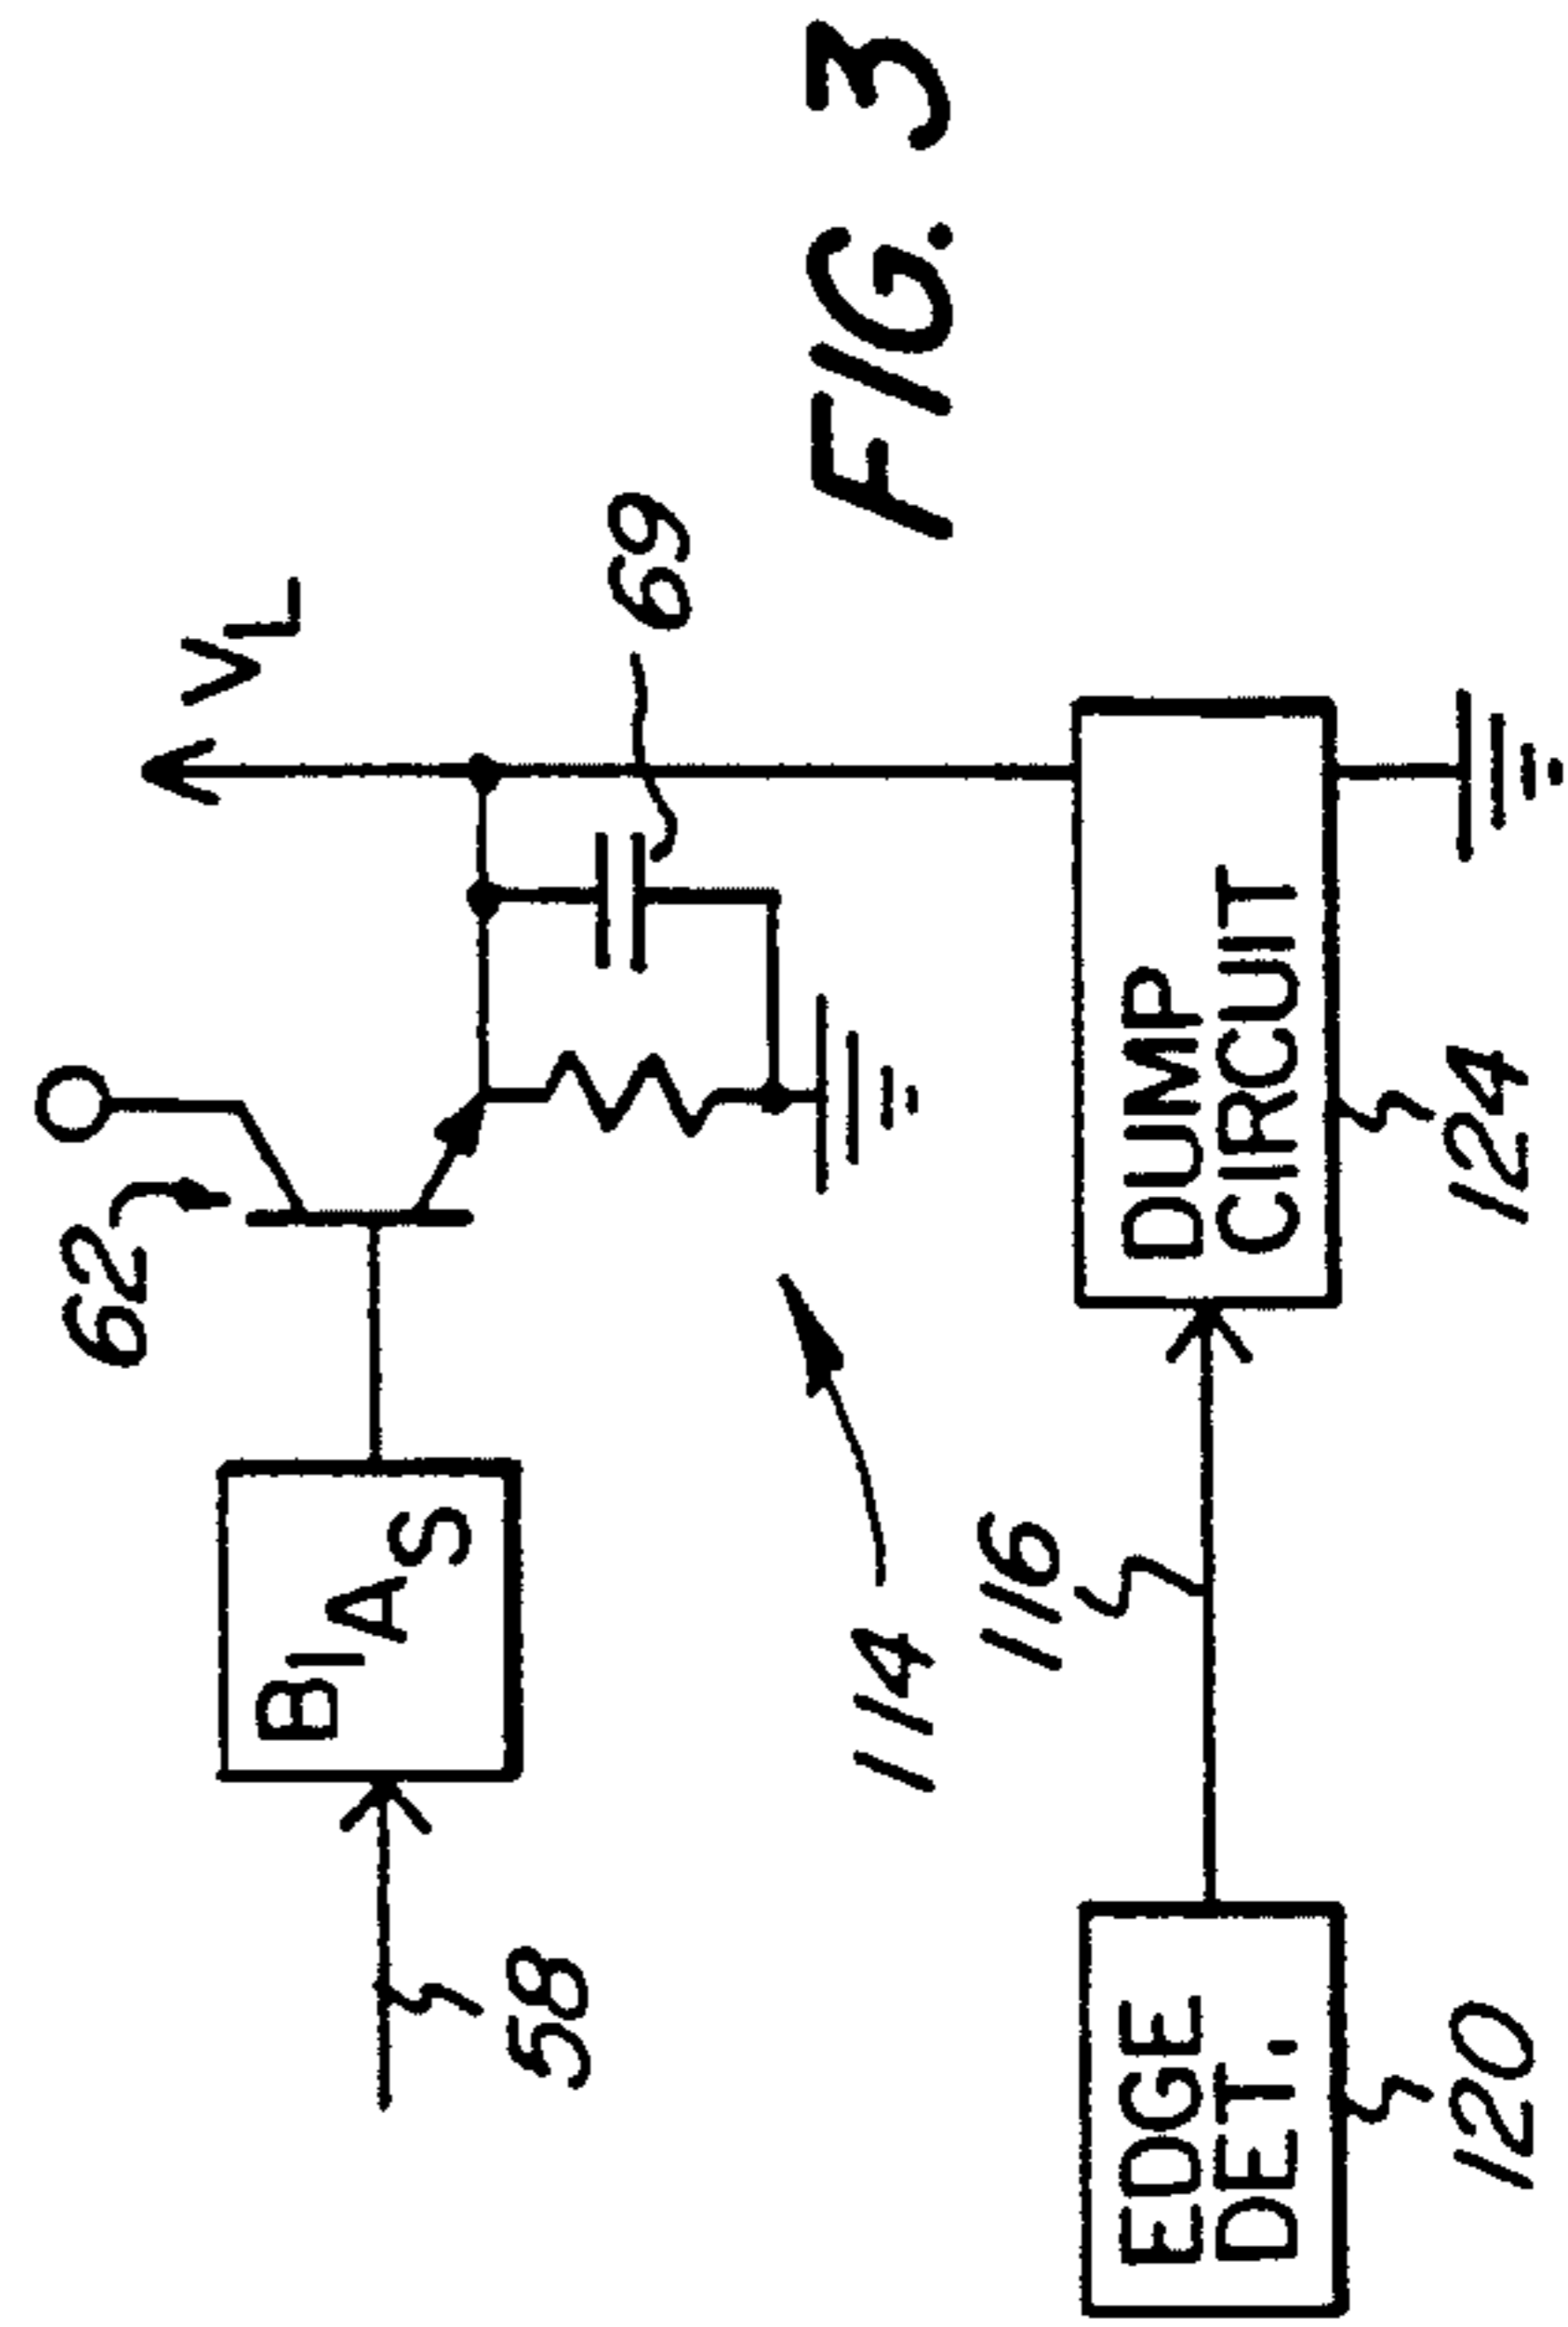 62
V_L
BIAS
58
69
114
FIG. 3
116
EDGE
DET.
DUMP
CIRCUIT
120
124